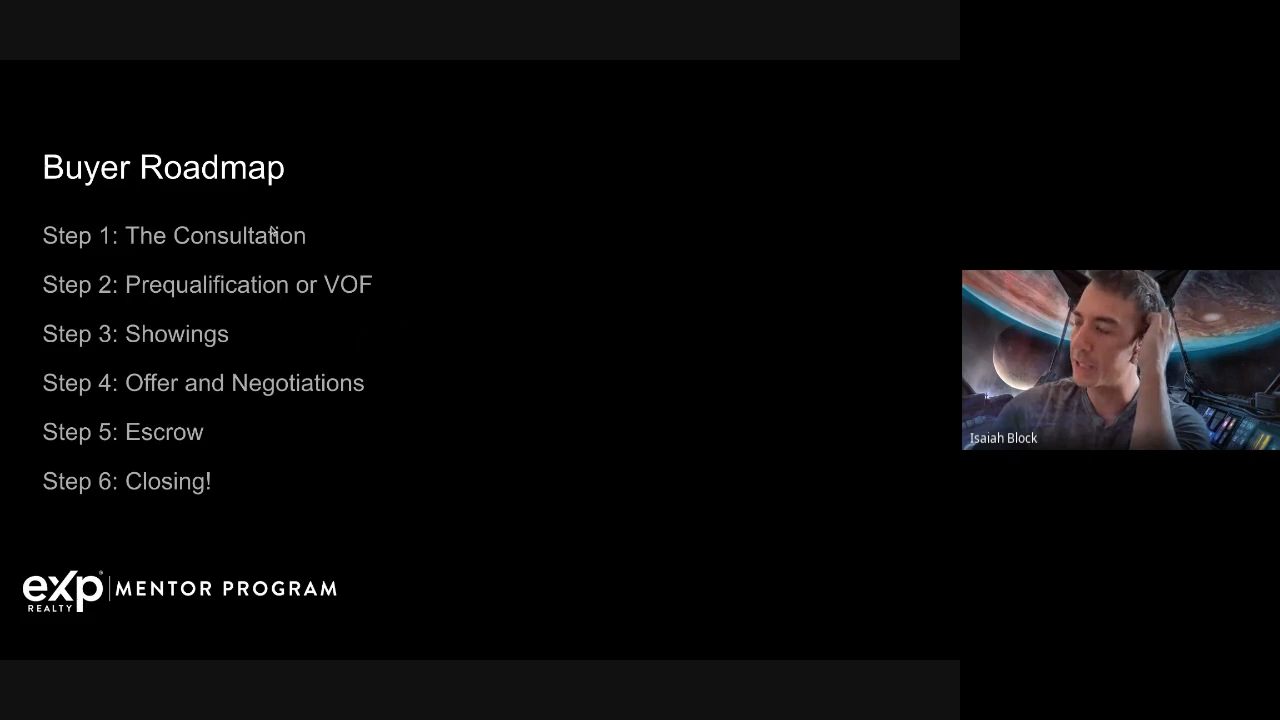 Buyer Roadmap
Step 1: The Consultation
Step 2: Prequalification or VOF
Step 3: Showings
Step 4: Offer and Negotiations
Step 5: Escrow
Step 6: Closing!
eXp REALTY | MENTOR PROGRAM
Isaiah Block